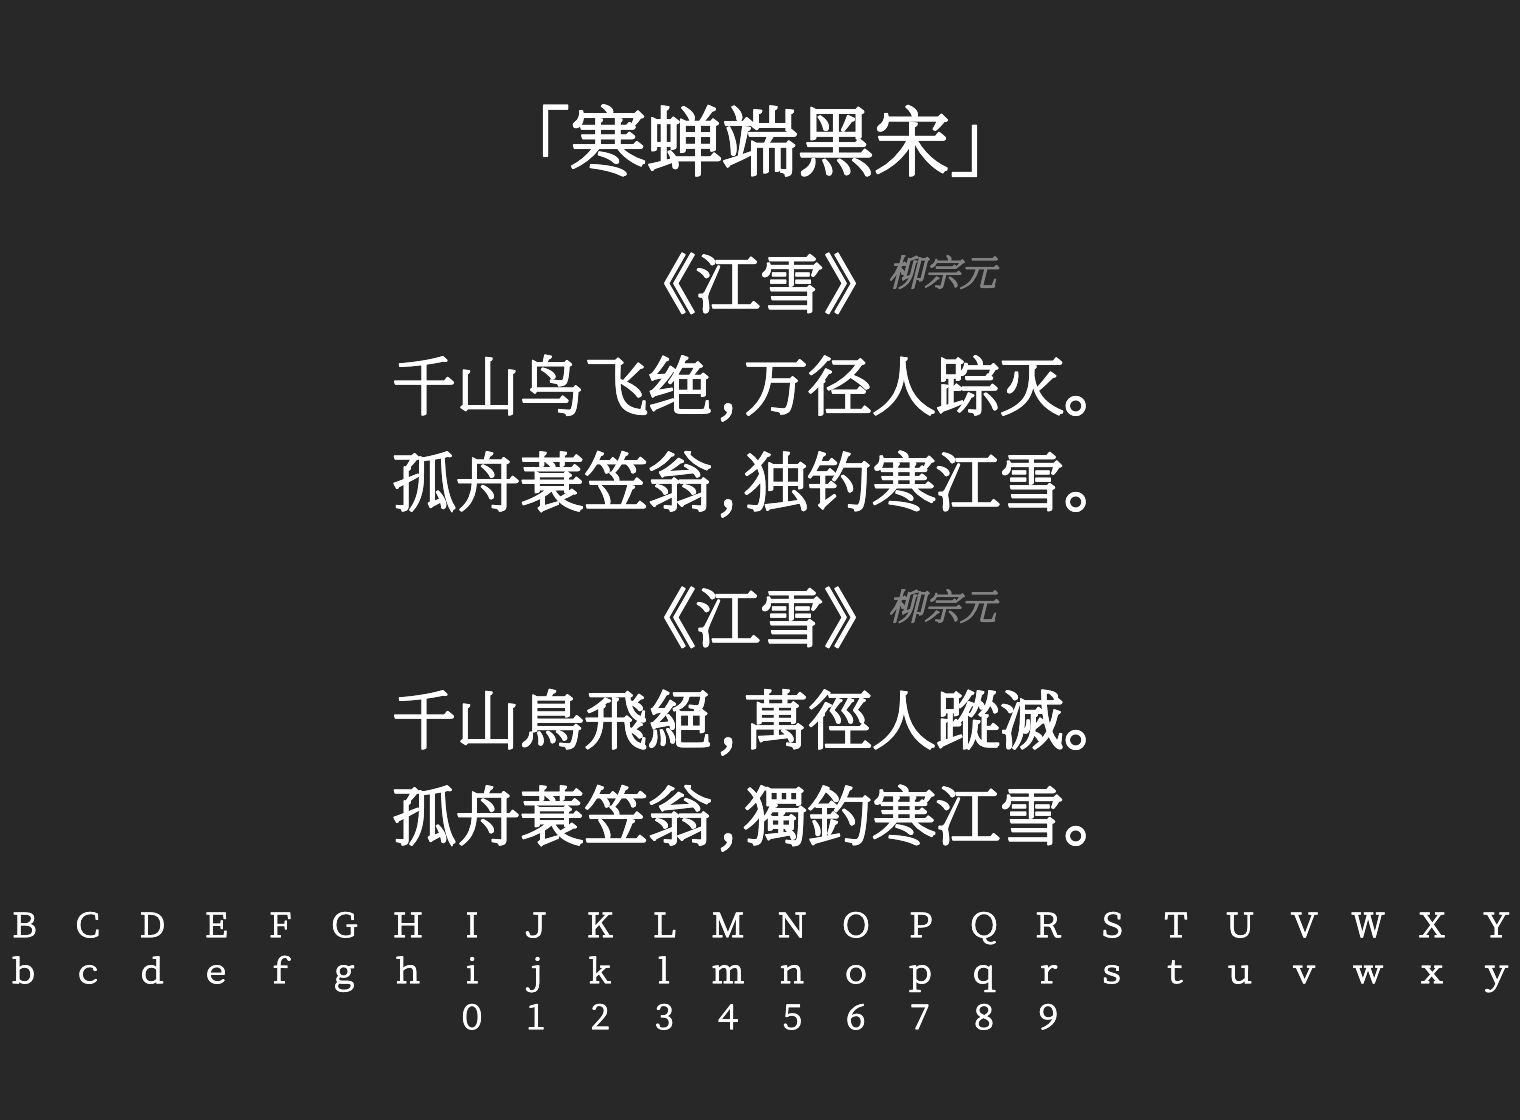 「寒蝉端黑宋」
《江雪》 柳宗元
千山鸟飞绝,万径人踪灭。
孤舟蓑笠翁,独钓寒江雪。
《江雪》 柳宗元
千山鳥飛絕,萬徑人蹤滅。
孤舟蓑笠翁,獨釣寒江雪。
B C D E F G H I J K L M N O P Q R S T U V W X Y
b c d e f g h i j k l m n o p q r s t u v w x y
0 1 2 3 4 5 6 7 8 9